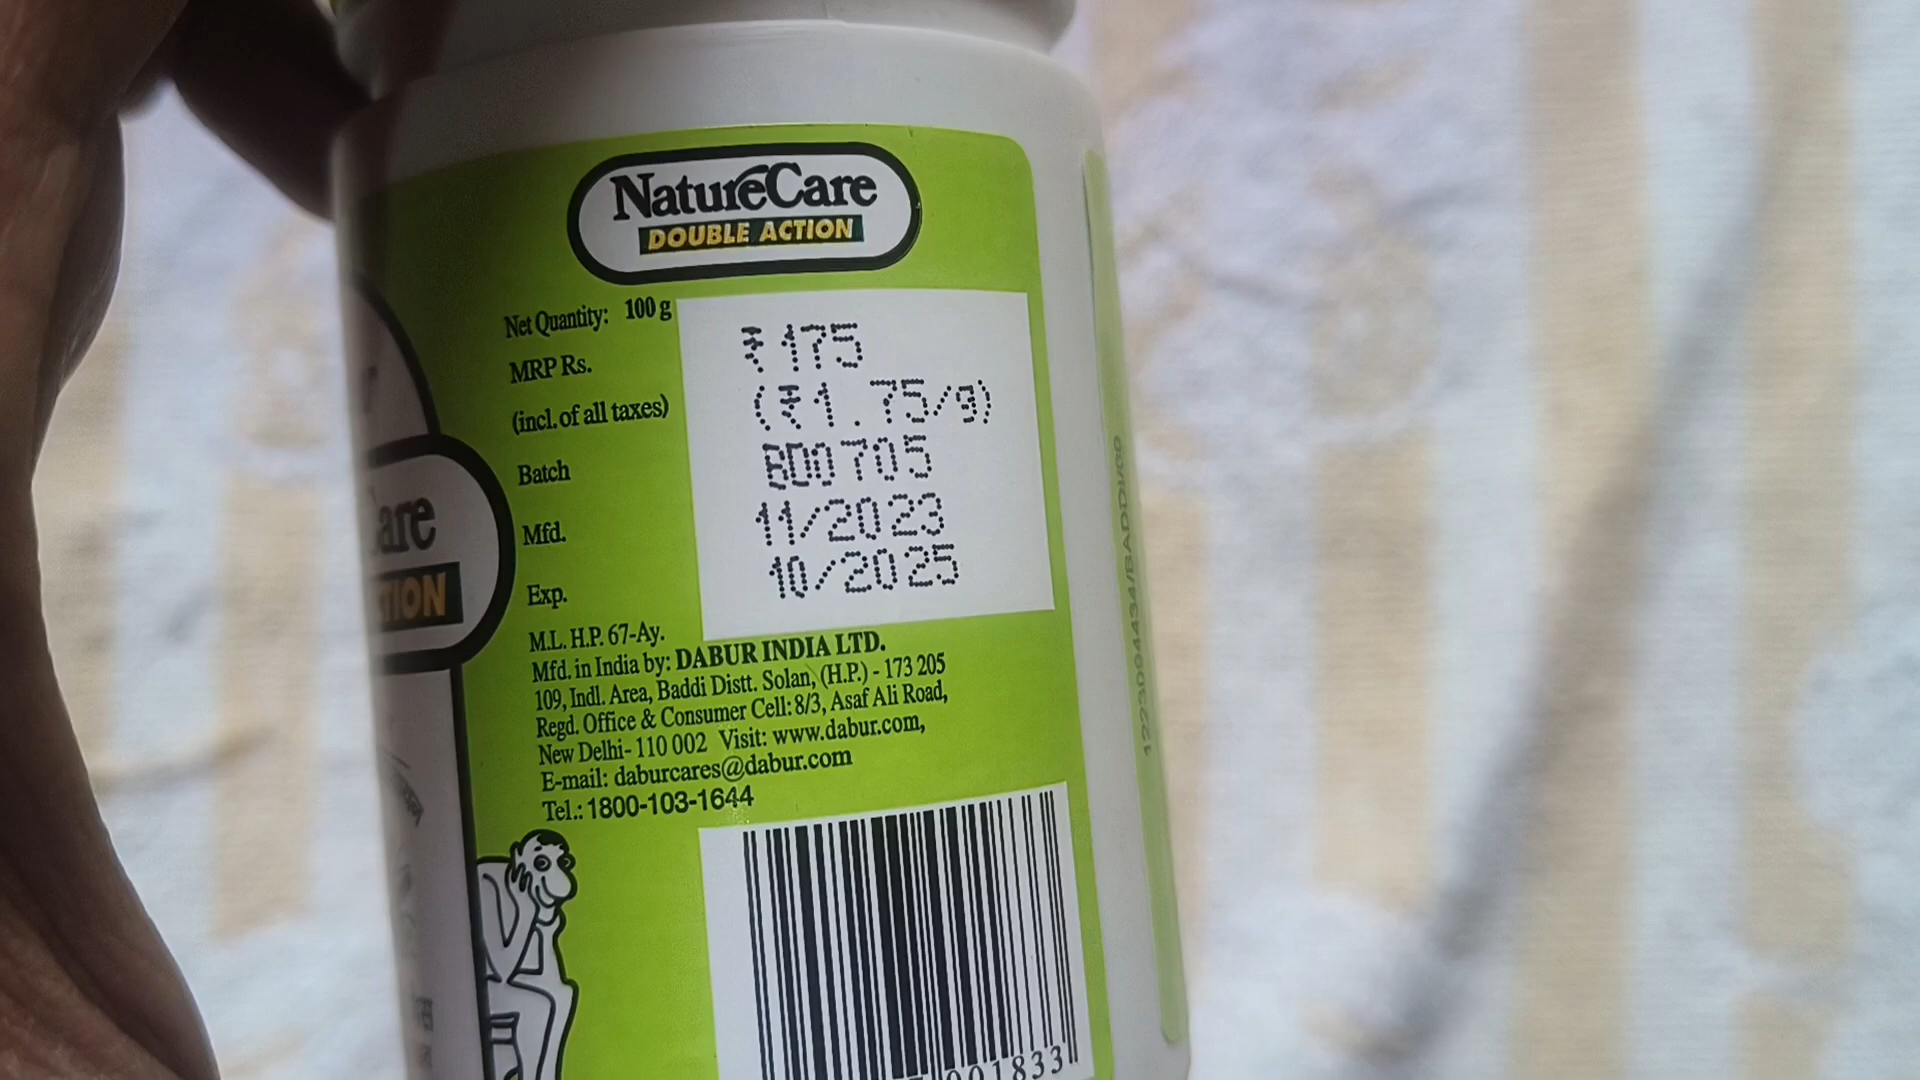 NatureCare
DOUBLE ACTION
Net Quantity: 100 g
MRP Rs. ₹175
(incl. of all taxes) (₹1.75/g)
Batch BD0705
Mfd. 11/2023
Exp. 10/2025
M.L. H.P. 67-Ay.
Mfd. in India by: DABUR INDIA LTD.
109, Indl. Area, Baddi Distt. Solan, (H.P.) - 173 205
Regd. Office & Consumer Cell: 8/3, Asaf Ali Road,
New Delhi- 110 002 Visit: www.dabur.com,
E-mail: daburcares@dabur.com
Tel.: 1800-103-1644
are
TION
001833